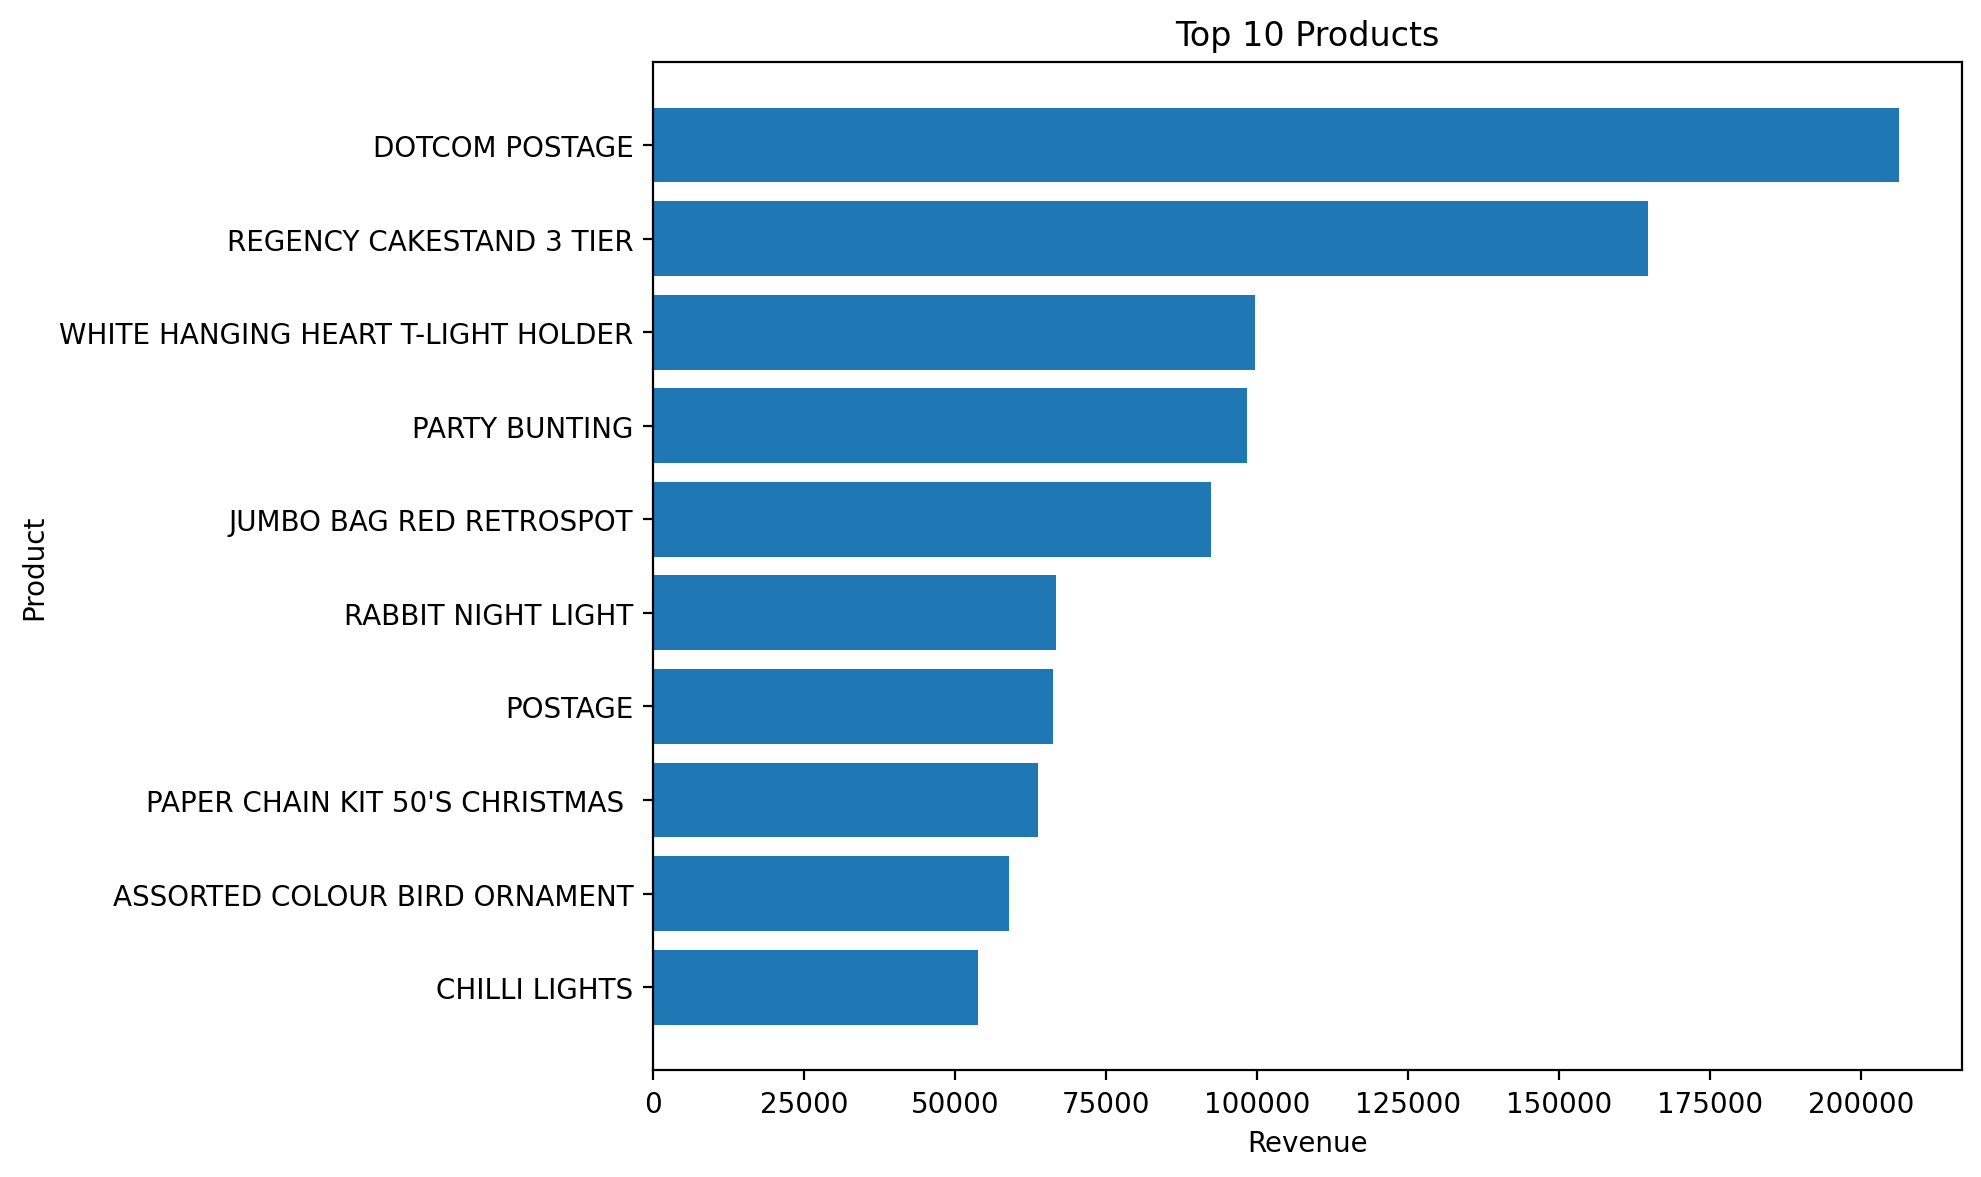 Top 10 Products
DOTCOM POSTAGE
REGENCY CAKESTAND 3 TIER
WHITE HANGING HEART T-LIGHT HOLDER
PARTY BUNTING
JUMBO BAG RED RETROSPOT
RABBIT NIGHT LIGHT
POSTAGE
PAPER CHAIN KIT 50'S CHRISTMAS
ASSORTED COLOUR BIRD ORNAMENT
CHILLI LIGHTS
Product
0 25000 50000 75000 100000 125000 150000 175000 200000
Revenue